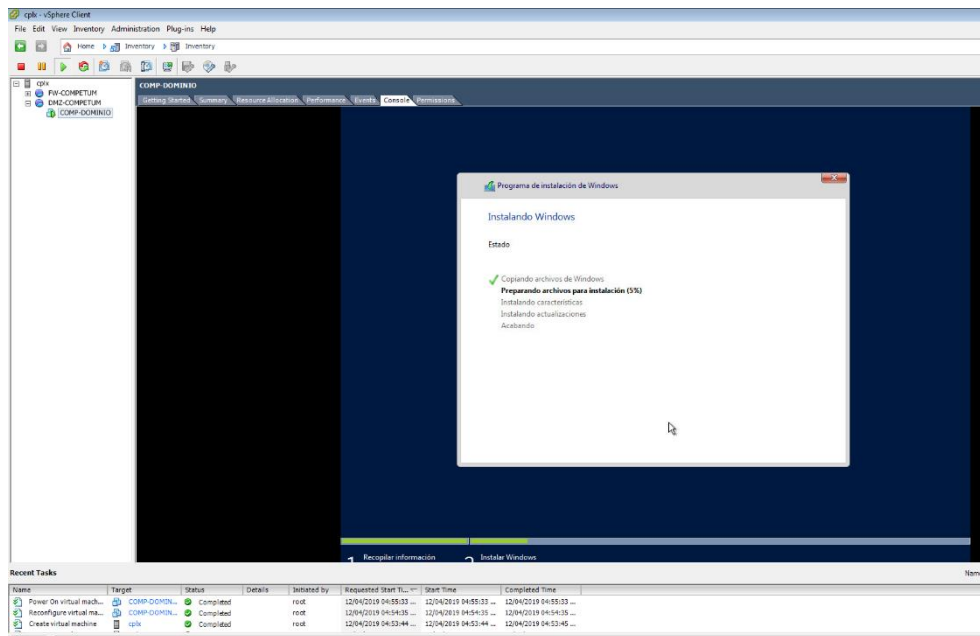 cplx - vSphere Client
File Edit View Inventory Administration Plug-ins Help
Home Inventory Inventory
cplx
FW-COMPETUM
DMZ-COMPETUM
COMP-DOMINIO
COMP-DOMINIO
Getting Started Summary Resource Allocation Performance Events Console Permissions
Programa de instalación de Windows
Instalando Windows
Estado
Copiando archivos de Windows
Preparando archivos para instalación (5%)
Instalando características
Instalando actualizaciones
Acabando
1 Recopilar información 2 Instalar Windows
Recent Tasks
Name
Name Target Status Details Initiated by Requested Start Ti... Start Time Completed Time
Power On virtual mach... COMP-DOMIN... Completed root 12/04/2019 04:55:33 ... 12/04/2019 04:55:33 ... 12/04/2019 04:55:33 ...
Reconfigure virtual ma... COMP-DOMIN... Completed root 12/04/2019 04:54:35 ... 12/04/2019 04:54:35 ... 12/04/2019 04:54:35 ...
Create virtual machine cplx Completed root 12/04/2019 04:53:44 ... 12/04/2019 04:53:44 ... 12/04/2019 04:53:45 ...